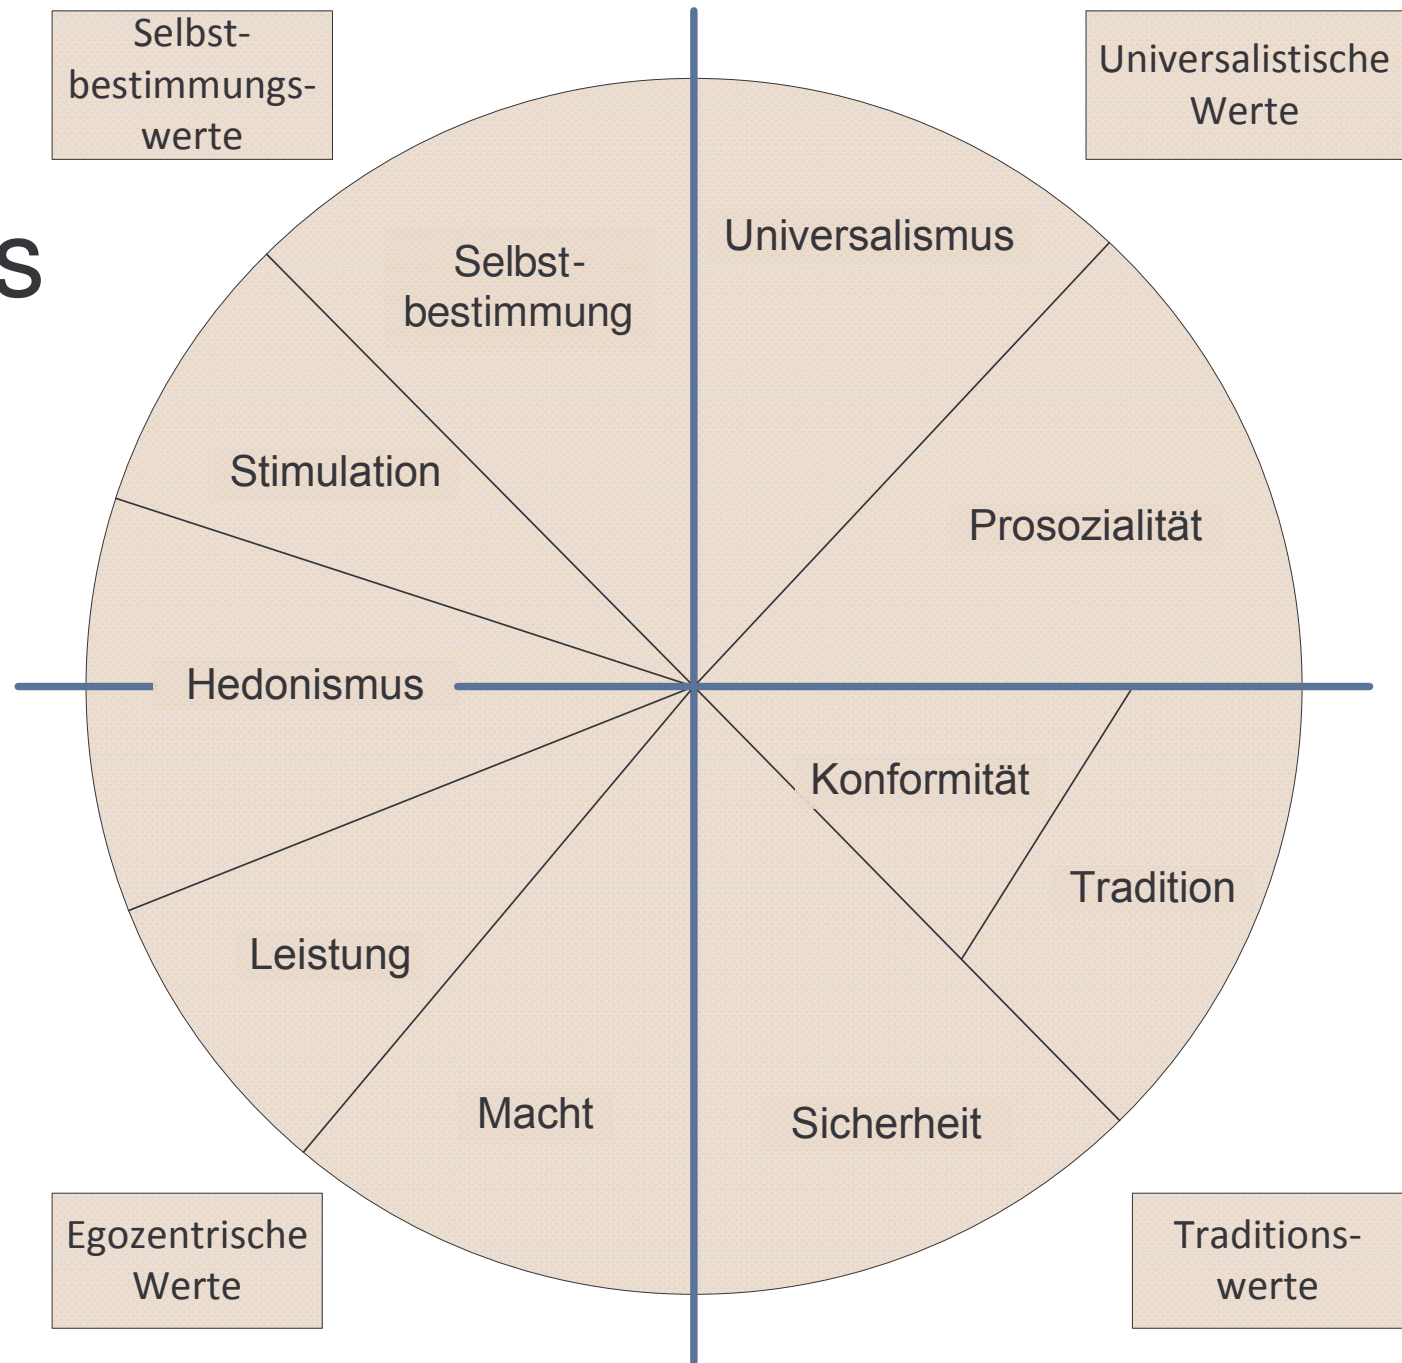 Selbst-
bestimmungs-
werte
Universalistische
Werte
s
Universalismus
Selbst-
bestimmung
Stimulation
Prosozialität
Hedonismus
Konformität
Tradition
Leistung
Macht
Sicherheit
Egozentrische
Werte
Traditions-
werte